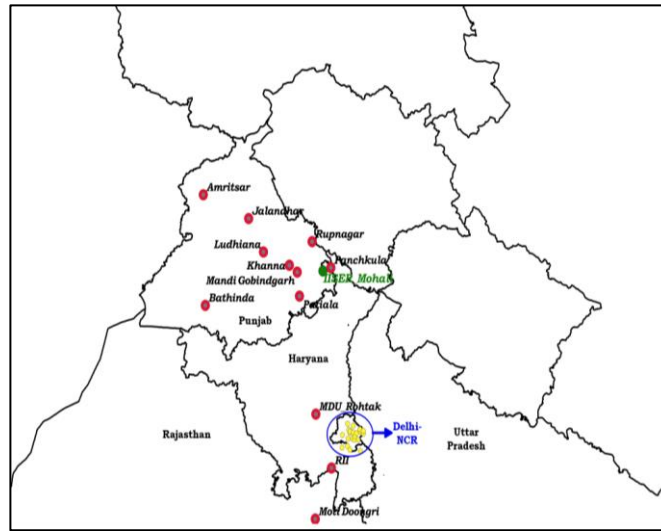 Amritsar
Jalandhar
Rupnagar
Ludhiana
Khanna
Panchkula
IISER Mohali
Mandi Gobindgarh
Bathinda
Patiala
Punjab
Haryana
MDU Rohtak
Rajasthan
Delhi-
NCR
Uttar
Pradesh
RII
Moti Doongri